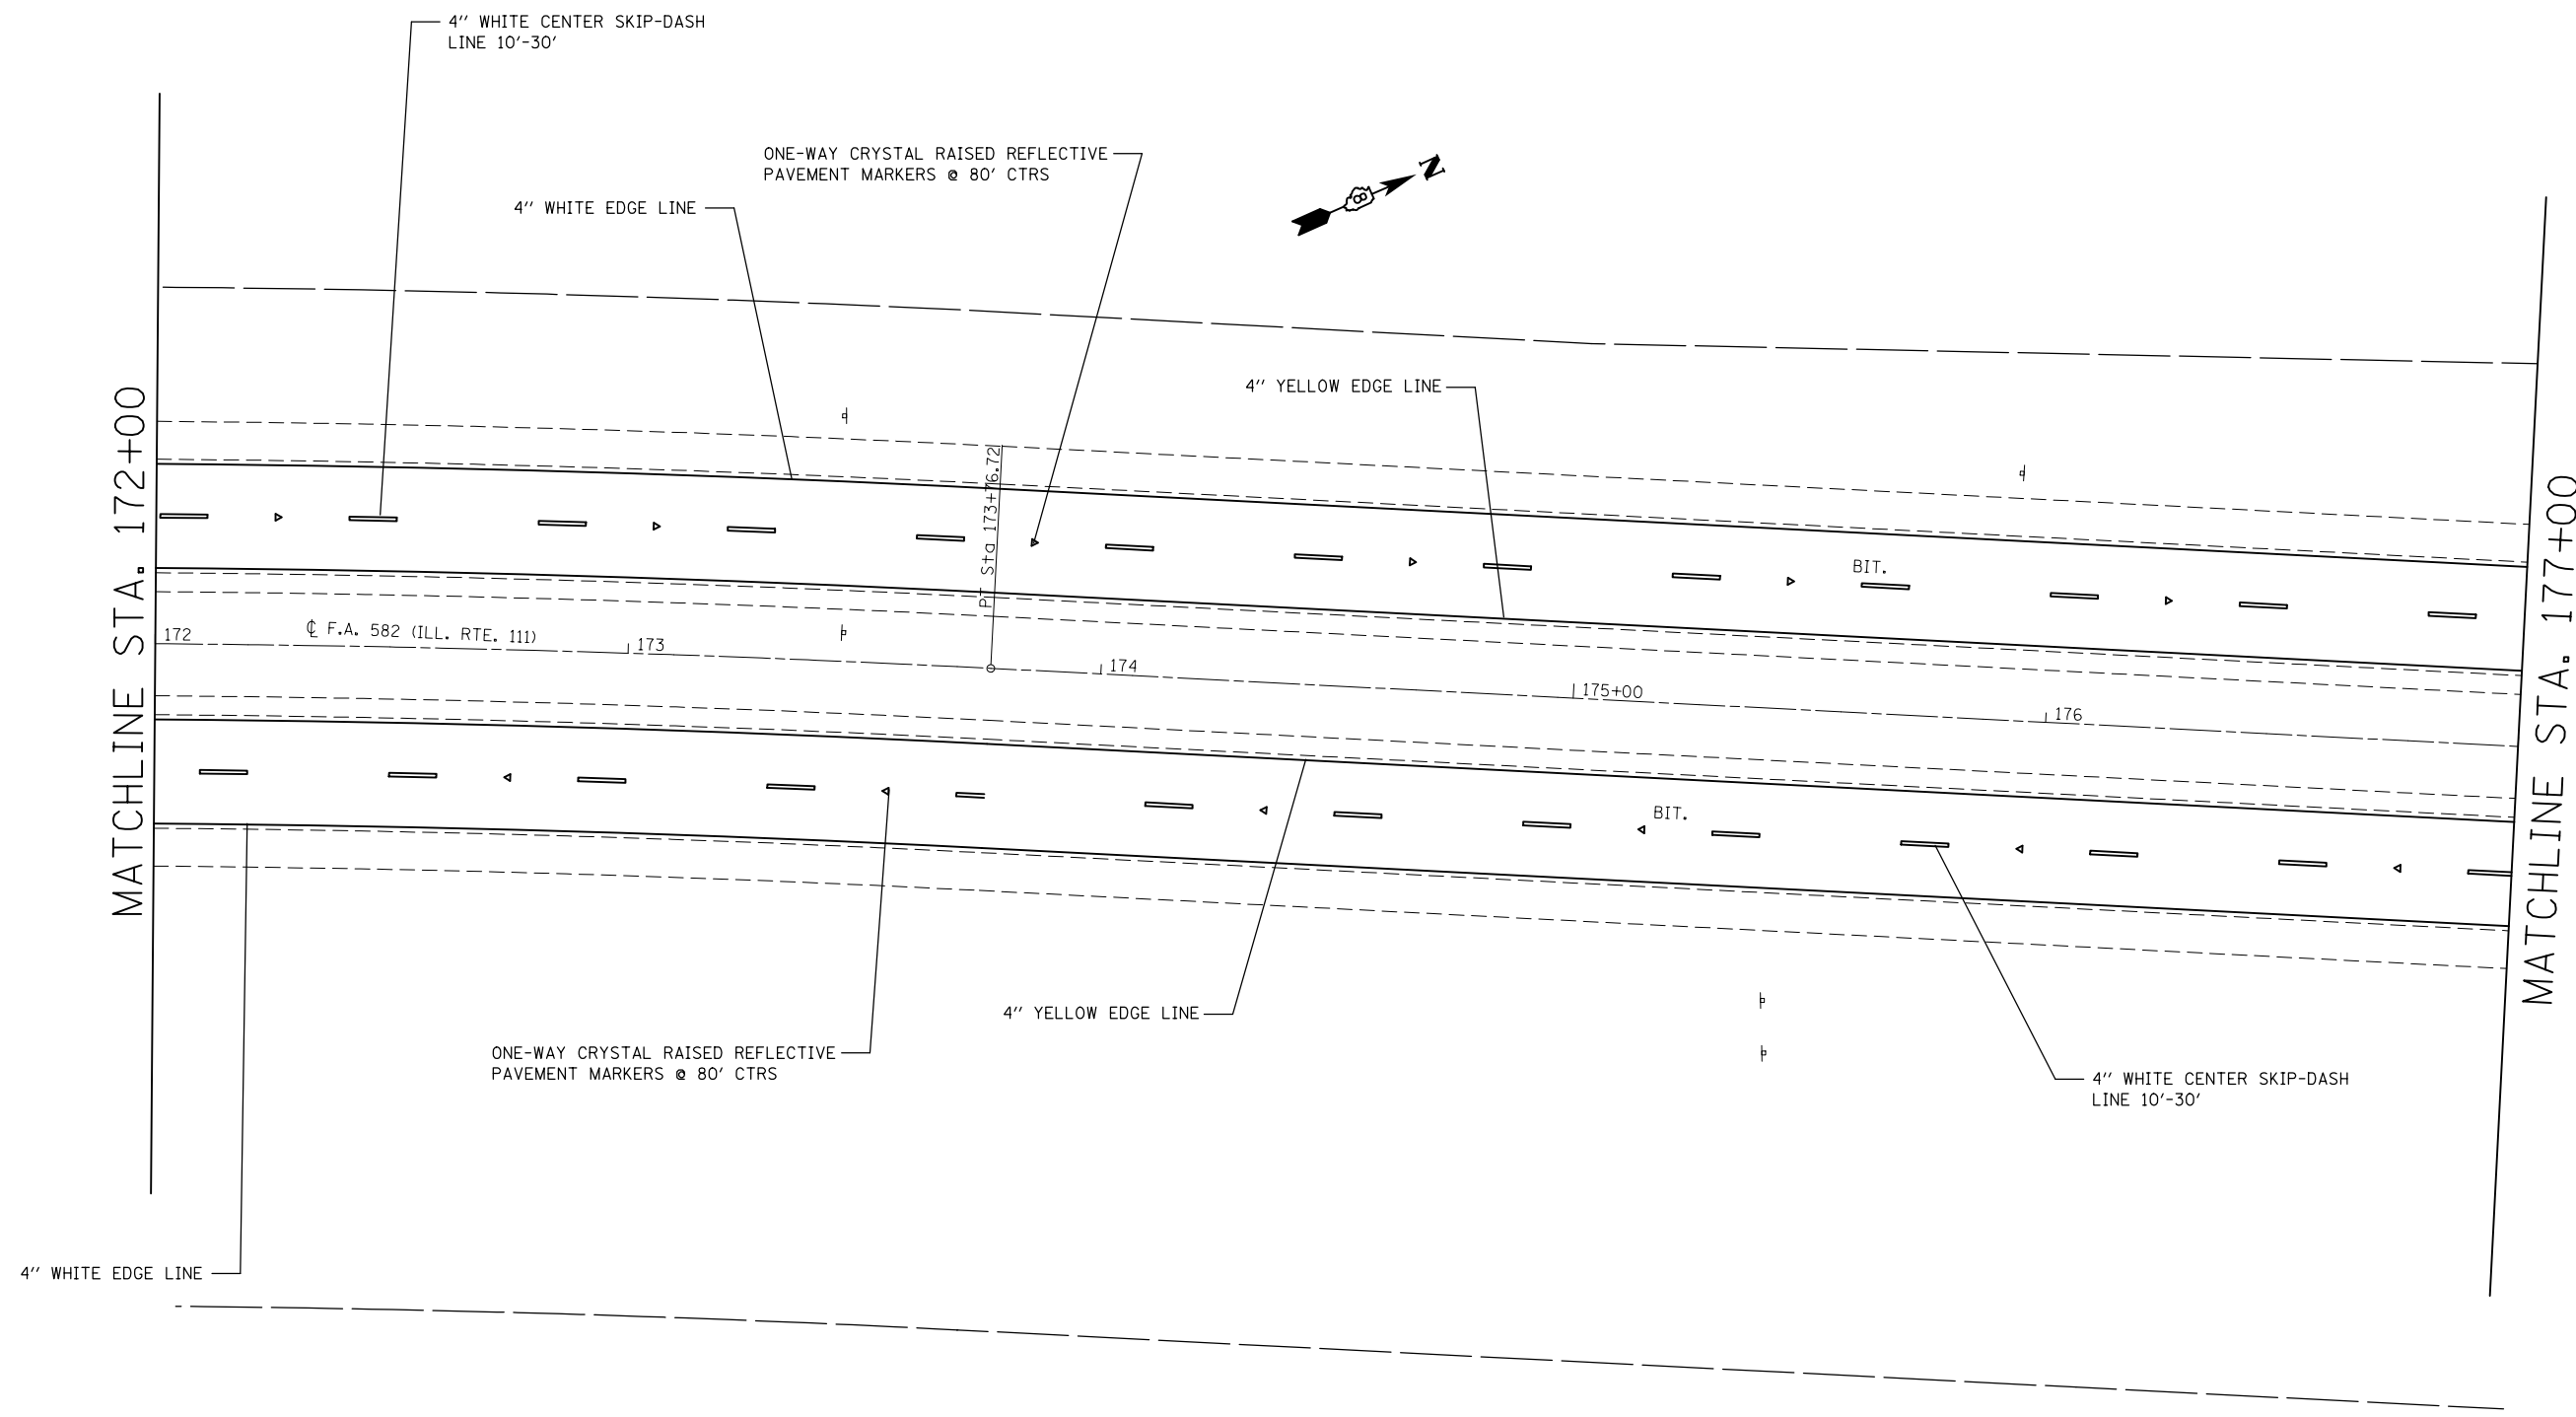 4" WHITE CENTER SKIP-DASH
LINE 10'-30'
ONE-WAY CRYSTAL RAISED REFLECTIVE
PAVEMENT MARKERS @ 80' CTRS
N
8
4" WHITE EDGE LINE
4" YELLOW EDGE LINE
MATCHLINE STA. 172+00
MATCHLINE STA. 177+00
PT Sta 173+76.72
BIT.
172
℄ F.A. 582 (ILL. RTE. 111)
173
174
175+00
176
BIT.
4" YELLOW EDGE LINE
ONE-WAY CRYSTAL RAISED REFLECTIVE
PAVEMENT MARKERS @ 80' CTRS
4" WHITE CENTER SKIP-DASH
LINE 10'-30'
4" WHITE EDGE LINE